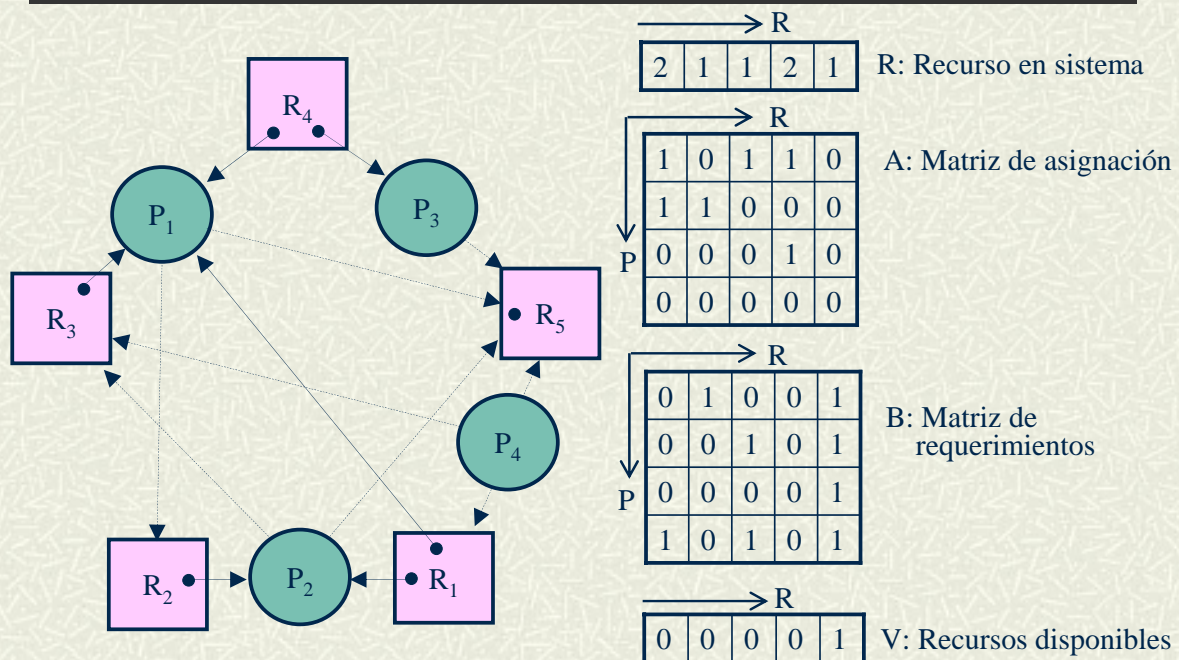 R
2 1 1 2 1
R: Recurso en sistema
R
P
1 0 1 1 0
1 1 0 0 0
0 0 0 1 0
0 0 0 0 0
A: Matriz de asignación
R
P
0 1 0 0 1
0 0 1 0 1
0 0 0 0 1
1 0 1 0 1
B: Matriz de
requerimientos
R
0 0 0 0 1
V: Recursos disponibles
R4
P1
P3
R3
R5
P4
R2
P2
R1